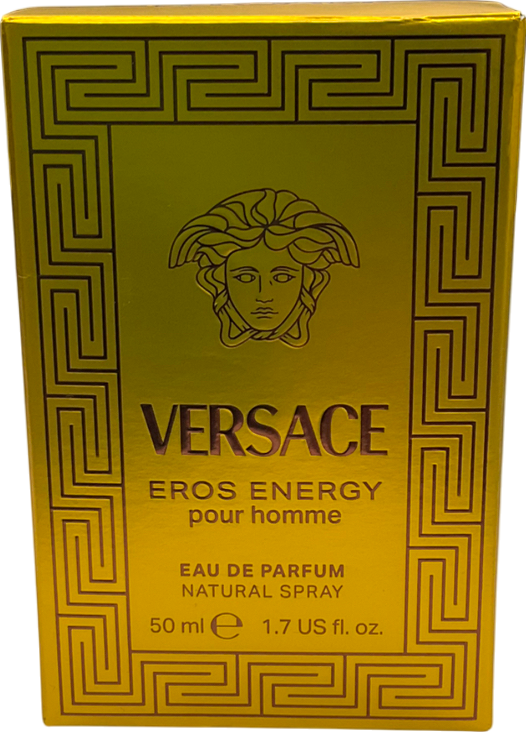 VERSACE
EROS ENERGY
pour homme
EAU DE PARFUM
NATURAL SPRAY
50 ml ℮ 1.7 US fl. oz.